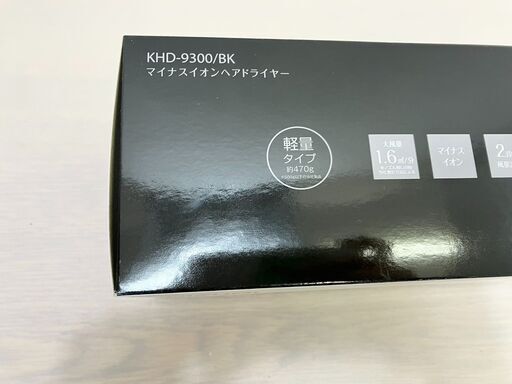 KHD-9300/BK
マイナスイオンヘアドライヤー
軽量
タイプ
約470g
大風量
1.6㎥/分
マイナス
イオン
2段